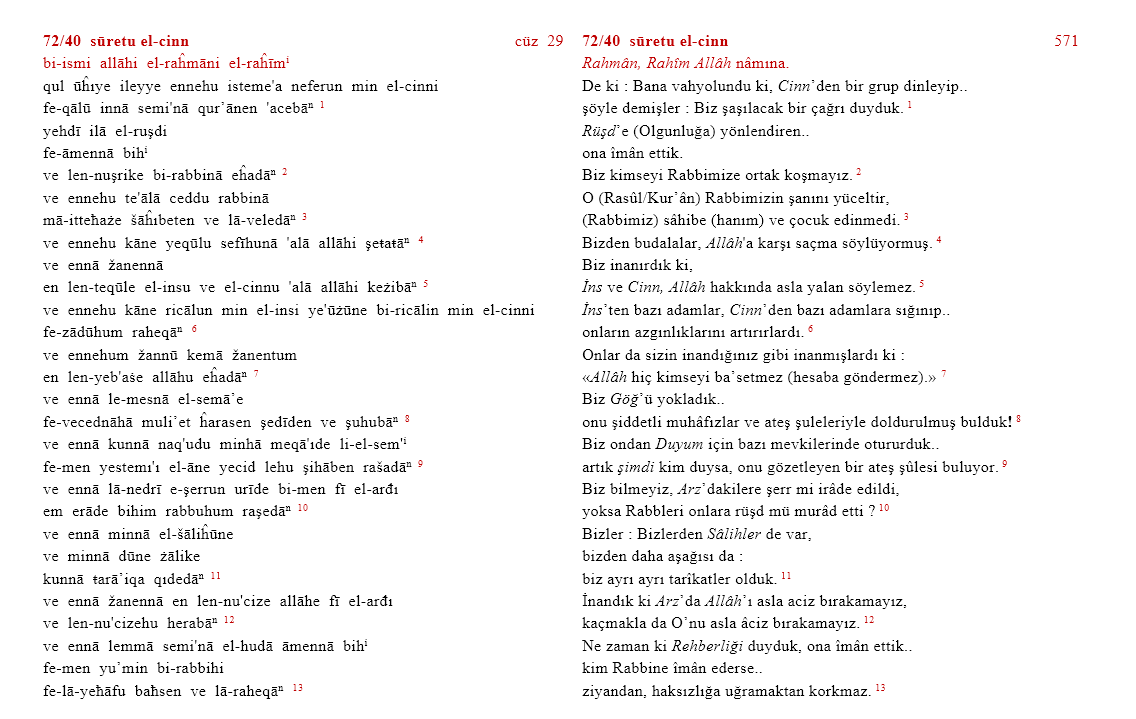 72/40 sūretu el-cinn cüz 29
bi-ismi allāhi el-raĥmāni el-raĥīmⁱ
qul ūĥıye ileyye ennehu isteme'a neferun min el-cinni
fe-qālū innā semi'nā qur’ānen 'acebāⁿ 1
yehdī ilā el-ruşdi
fe-āmennā bihⁱ
ve len-nuşrike bi-rabbinā eĥadāⁿ 2
ve ennehu te'ālā ceddu rabbinā
mā-itteħaże šāĥıbeten ve lā-veledāⁿ 3
ve ennehu kāne yeqūlu sefīhunā 'alā allāhi şeŧaŧāⁿ 4
ve ennā žanennā
en len-teqūle el-insu ve el-cinnu 'alā allāhi keżibāⁿ 5
ve ennehu kāne ricālun min el-insi ye'ūżūne bi-ricālin min el-cinni
fe-zādūhum raheqāⁿ 6
ve ennehum žannū kemā žanentum
en len-yeb'aśe allāhu eĥadāⁿ 7
ve ennā le-mesnā el-semā’e
fe-vecednāhā muli’et ĥarasen şedīden ve şuhubāⁿ 8
ve ennā kunnā naq'udu minhā meqā'ıde li-el-sem'ⁱ
fe-men yestemı'ı el-āne yecid lehu şihāben rašadāⁿ 9
ve ennā lā-nedrī e-şerrun urīde bi-men fī el-arđı
em erāde bihim rabbuhum raşedāⁿ 10
ve ennā minnā el-šāliĥūne
ve minnā dūne żālike
kunnā ŧarā’iqa qıdedāⁿ 11
ve ennā žanennā en len-nu'cize allāhe fī el-arđı
ve len-nu'cizehu herabāⁿ 12
ve ennā lemmā semi'nā el-hudā āmennā bihⁱ
fe-men yu’min bi-rabbihi
fe-lā-yeħāfu baħsen ve lā-raheqāⁿ 13
72/40 sūretu el-cinn 571
Rahmân, Rahîm Allâh nâmına.
De ki : Bana vahyolundu ki, Cinn’den bir grup dinleyip..
şöyle demişler : Biz şaşılacak bir çağrı duyduk. 1
Rüşd’e (Olgunluğa) yönlendiren..
ona îmân ettik.
Biz kimseyi Rabbimize ortak koşmayız. 2
O (Rasûl/Kur’ân) Rabbimizin şanını yüceltir,
(Rabbimiz) sâhibe (hanım) ve çocuk edinmedi. 3
Bizden budalalar, Allâh'a karşı saçma söylüyormuş. 4
Biz inanırdık ki,
İns ve Cinn, Allâh hakkında asla yalan söylemez. 5
İns’ten bazı adamlar, Cinn’den bazı adamlara sığınıp..
onların azgınlıklarını artırırlardı. 6
Onlar da sizin inandığınız gibi inanmışlardı ki :
«Allâh hiç kimseyi ba’setmez (hesaba göndermez).» 7
Biz Göğ’ü yokladık..
onu şiddetli muhâfızlar ve ateş şuleleriyle doldurulmuş bulduk! 8
Biz ondan Duyum için bazı mevkilerinde otururduk..
artık şimdi kim duysa, onu gözetleyen bir ateş şûlesi buluyor. 9
Biz bilmeyiz, Arz’dakilere şerr mi irâde edildi,
yoksa Rabbleri onlara rüşd mü murâd etti ? 10
Bizler : Bizlerden Sâlihler de var,
bizden daha aşağısı da :
biz ayrı ayrı tarîkatler olduk. 11
İnandık ki Arz’da Allâh’ı asla aciz bırakamayız,
kaçmakla da O’nu asla âciz bırakamayız. 12
Ne zaman ki Rehberliği duyduk, ona îmân ettik..
kim Rabbine îmân ederse..
ziyandan, haksızlığa uğramaktan korkmaz. 13